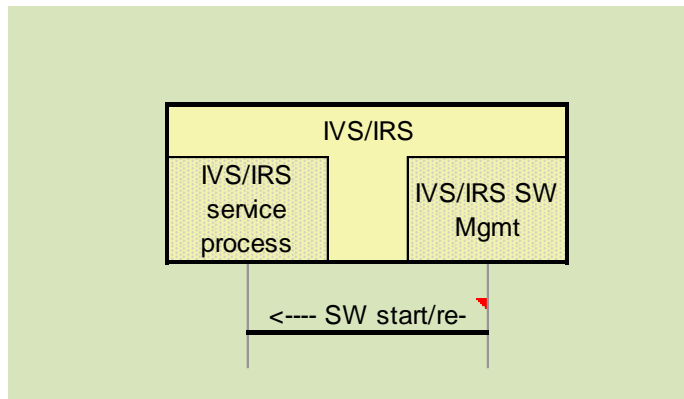 IVS/IRS
IVS/IRS
service
process
IVS/IRS SW
Mgmt
<---- SW start/re-